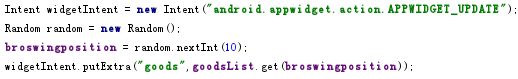 Intent widgetIntent = new Intent("android.appwidget.action.APPWIDGET_UPDATE");
Random random = new Random();
broswingposition = random.nextInt(10);
widgetIntent.putExtra("goods",goodsList.get(broswingposition));